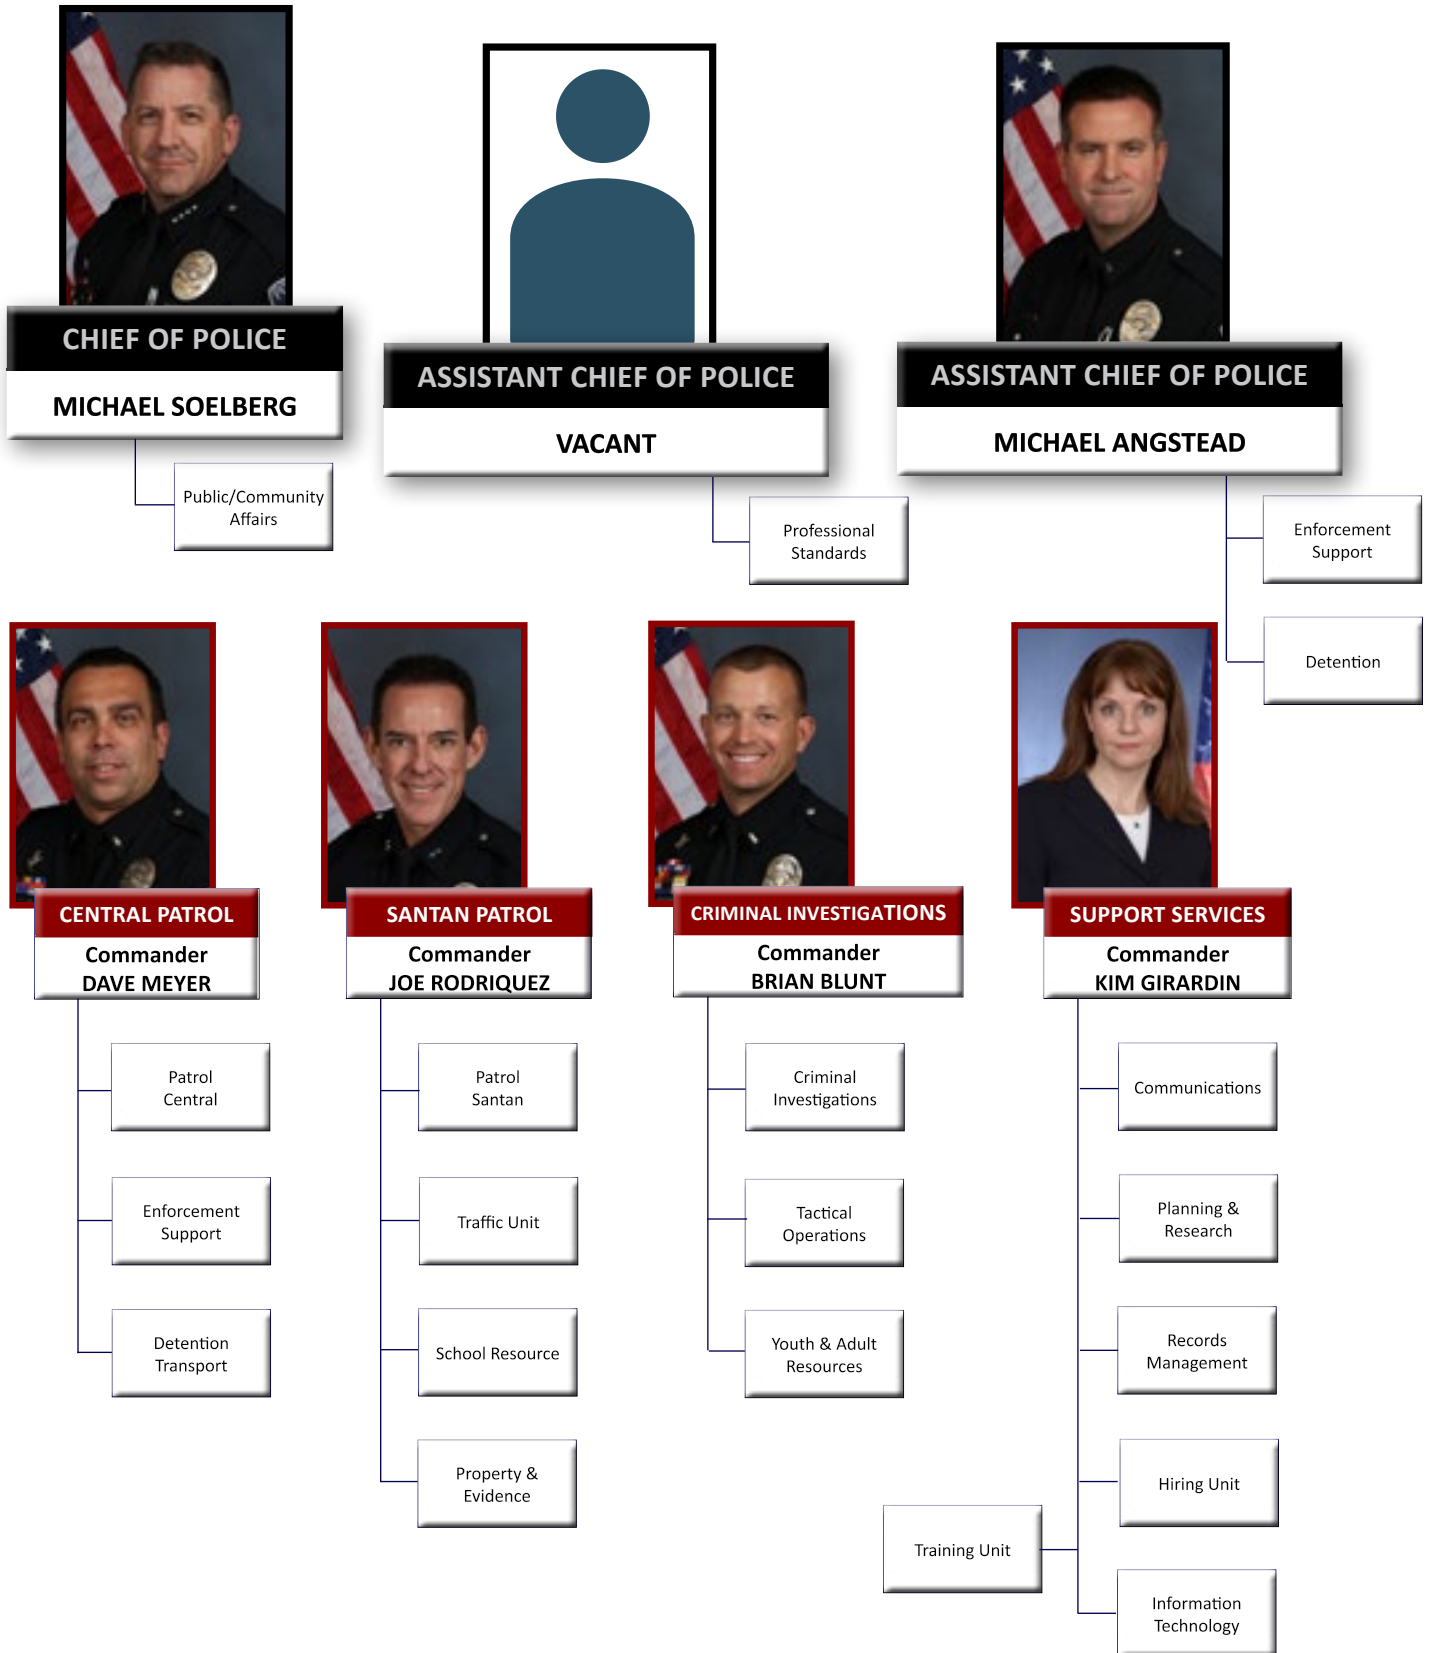 CHIEF OF POLICE
MICHAEL SOELBERG
Public/Community
Affairs
ASSISTANT CHIEF OF POLICE
VACANT
Professional
Standards
ASSISTANT CHIEF OF POLICE
MICHAEL ANGSTEAD
Enforcement
Support
Detention
CENTRAL PATROL
Commander
DAVE MEYER
Patrol
Central
Enforcement
Support
Detention
Transport
SANTAN PATROL
Commander
JOE RODRIQUEZ
Patrol
Santan
Traffic Unit
School Resource
Property &
Evidence
CRIMINAL INVESTIGATIONS
Commander
BRIAN BLUNT
Criminal
Investigations
Tactical
Operations
Youth & Adult
Resources
SUPPORT SERVICES
Commander
KIM GIRARDIN
Communications
Planning &
Research
Records
Management
Hiring Unit
Training Unit
Information
Technology